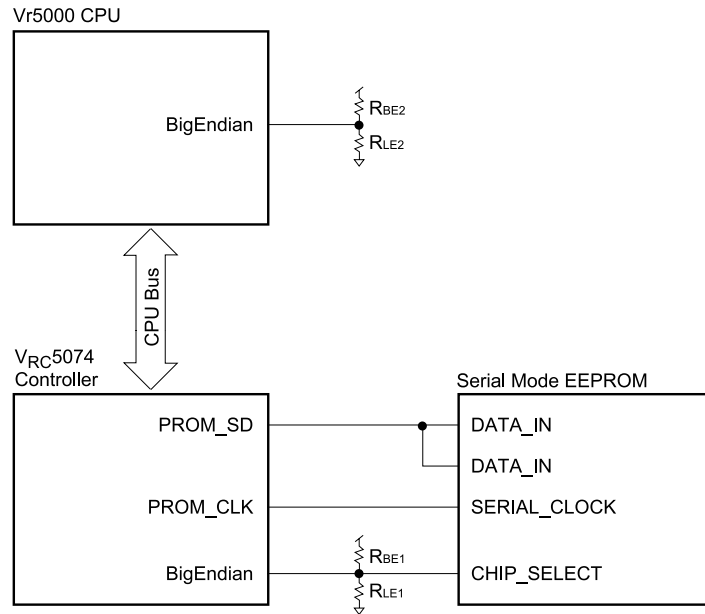 Vr5000 CPU
BigEndian
RBE2
RLE2
CPU Bus
VRC5074
Controller
Serial Mode EEPROM
PROM_SD
DATA_IN
DATA_IN
PROM_CLK
SERIAL_CLOCK
RBE1
BigEndian
CHIP_SELECT
RLE1